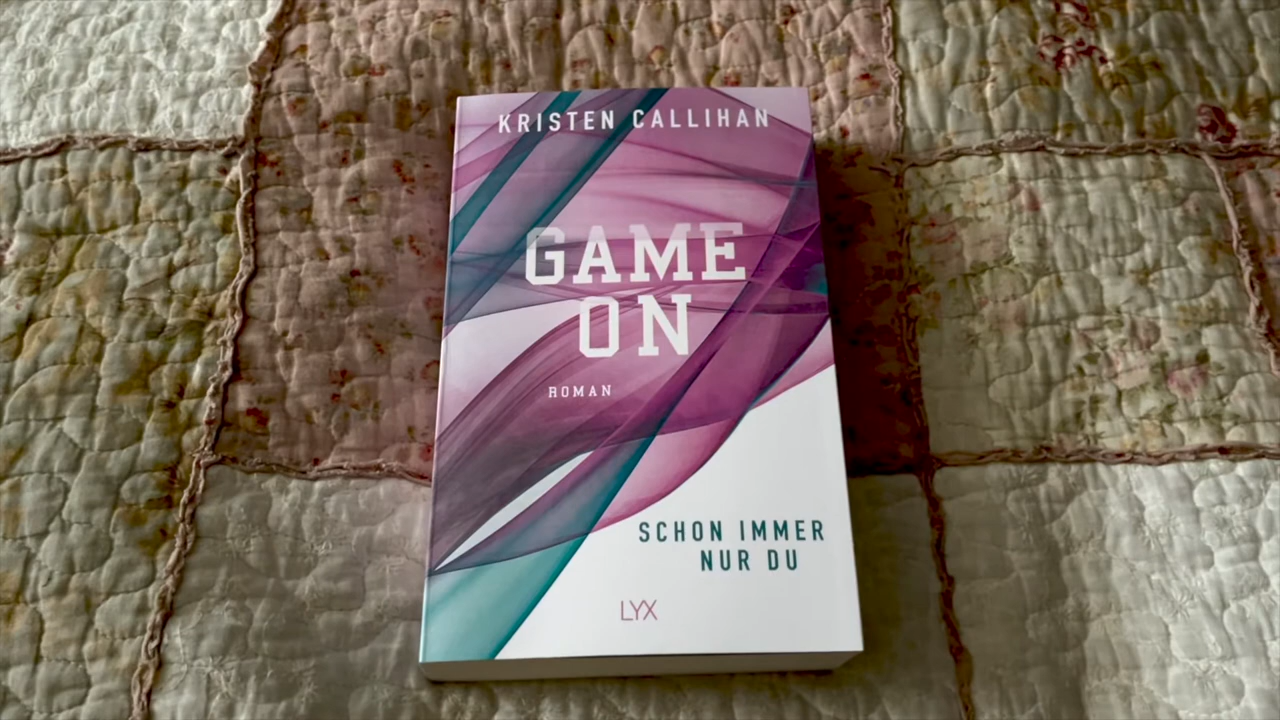 KRISTEN CALLIHAN
GAME
ON
ROMAN
SCHON IMMER
NUR DU
LYX